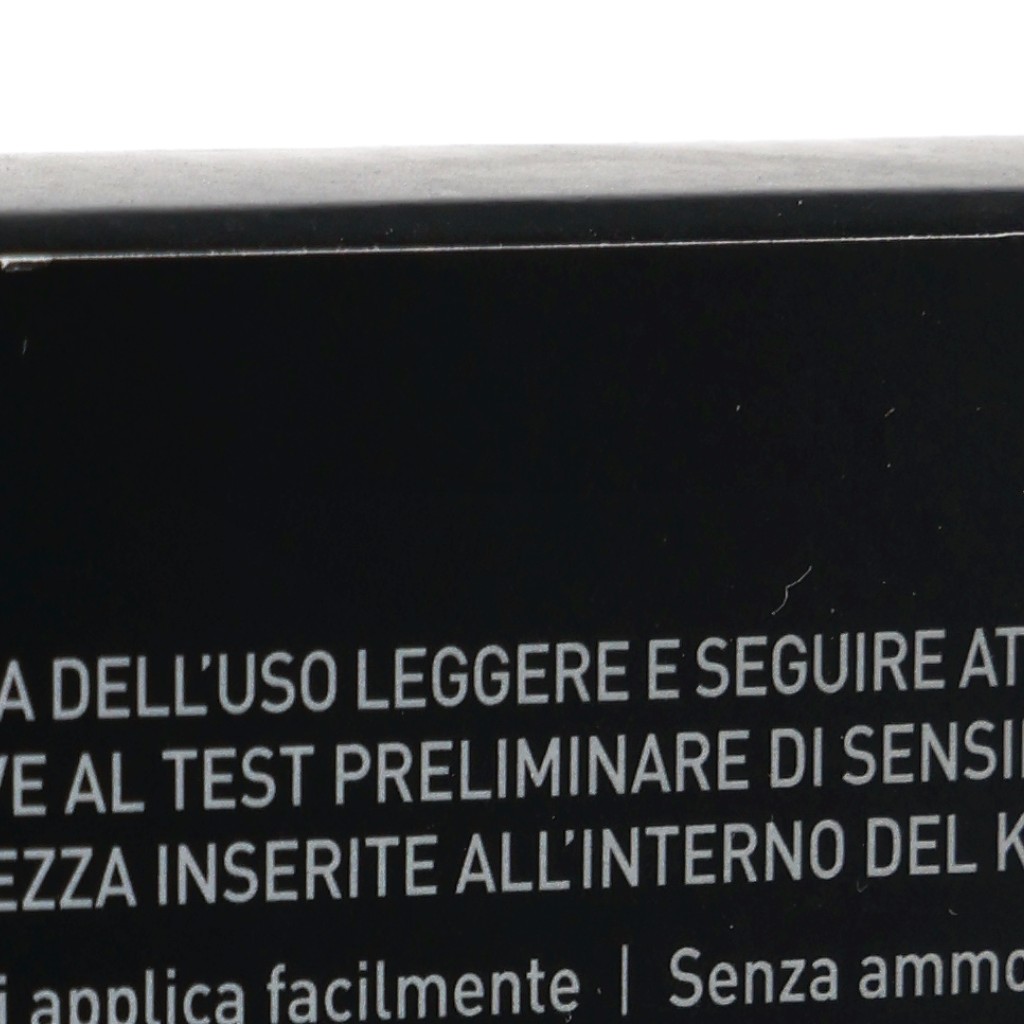 A DELL'USO LEGGERE E SEGUIRE AT
VE AL TEST PRELIMINARE DI SENSI
EZZA INSERITE ALL'INTERNO DEL K
i applica facilmente | Senza ammo